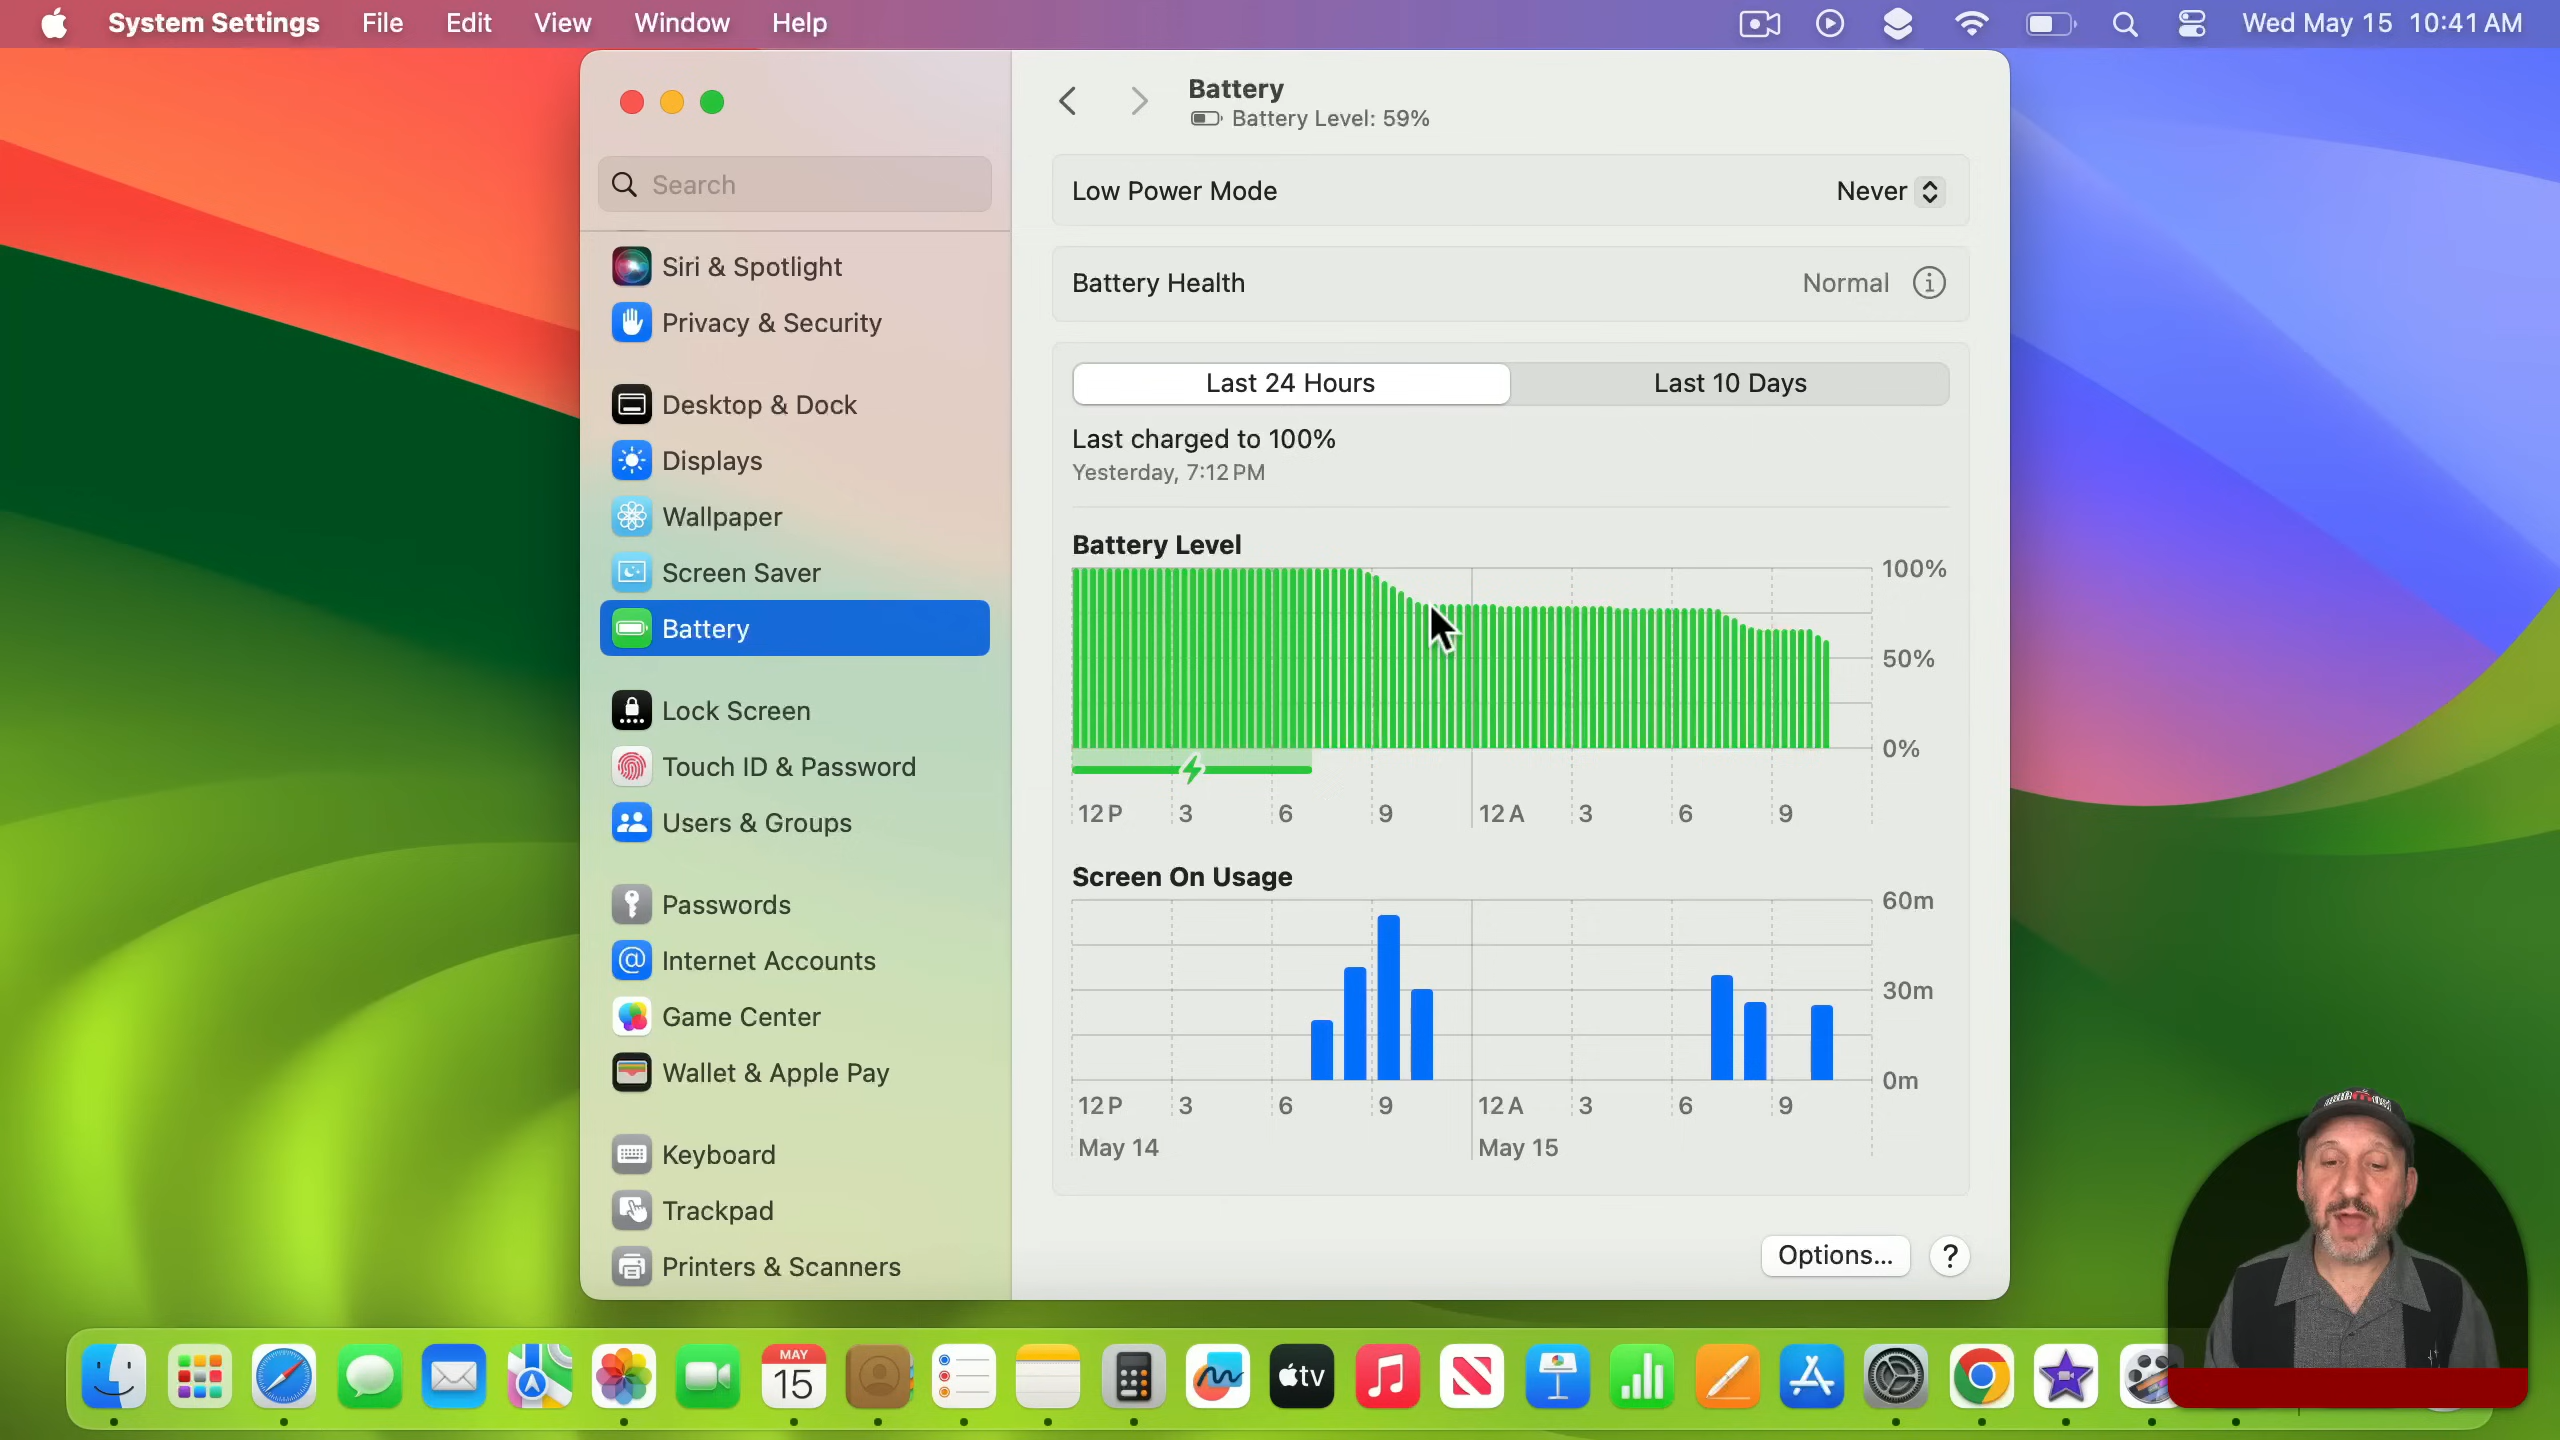 System Settings File Edit View Window Help Wed May 15 10:41 AM
Search
Siri & Spotlight
Privacy & Security
Desktop & Dock
Displays
Wallpaper
Screen Saver
Battery
Lock Screen
Touch ID & Password
Users & Groups
Passwords
Internet Accounts
Game Center
Wallet & Apple Pay
Keyboard
Trackpad
Printers & Scanners
Battery
Battery Level: 59%
Low Power Mode Never
Battery Health Normal
Last 24 Hours Last 10 Days
Last charged to 100%
Yesterday, 7:12 PM
Battery Level
100%
50%
0%
12 P 3 6 9 12 A 3 6 9
Screen On Usage
60m
30m
0m
12 P 3 6 9 12 A 3 6 9
May 14 May 15
Options... ?
MAY
15
tv